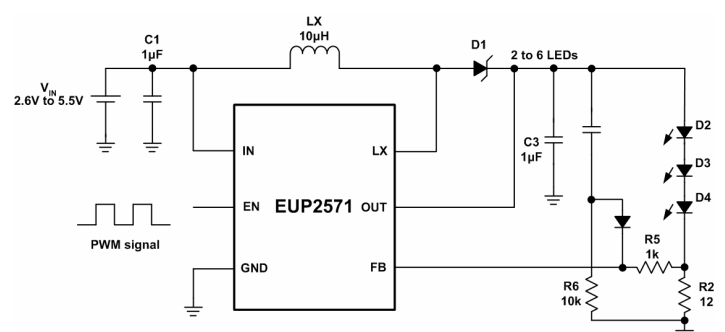 LX
10µH
C1
1µF
D1
2 to 6 LEDs
VIN
2.6V to 5.5V
IN
LX
C3
1µF
D2
D3
D4
EN
EUP2571
OUT
PWM signal
GND
FB
R5
1k
R6
10k
R2
12